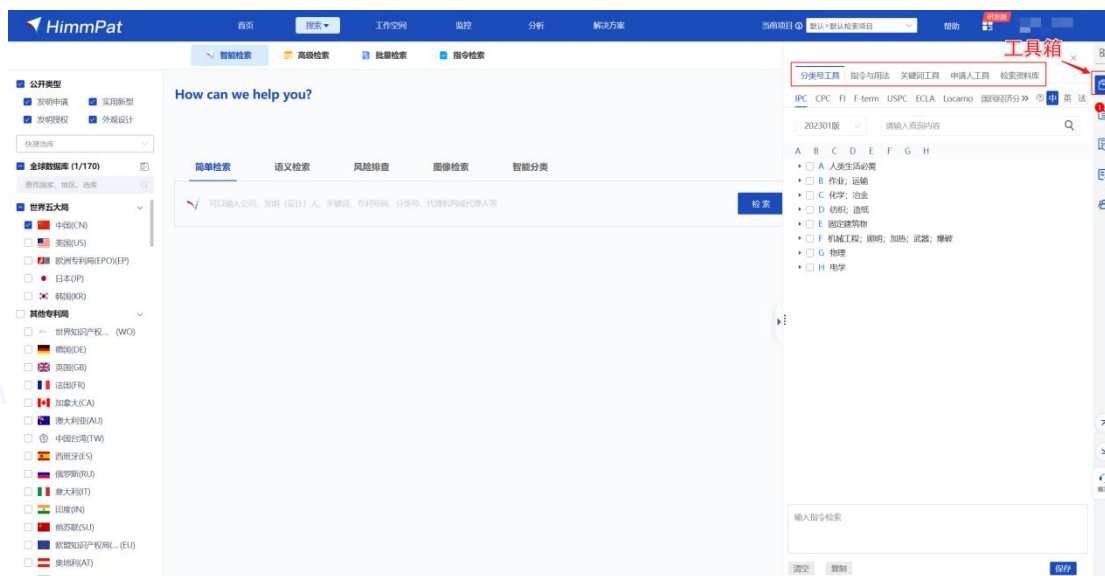 HimmPat
首页 搜索 工作空间 监控 分析 解决方案 当前项目 默认>默认检索项目 帮助 研发版
智能检索 高级检索 批量检索 指令检索
工具箱
公开类型
发明申请 实用新型
发明授权 外观设计
快捷选库
全球数据库 (1/170)
查找国家、地区、选库
世界五大局
中国(CN)
美国(US)
欧洲专利局(EPO)(EP)
日本(JP)
韩国(KR)
其他专利局
世界知识产权... (WO)
德国(DE)
英国(GB)
法国(FR)
加拿大(CA)
澳大利亚(AU)
中国台湾(TW)
西班牙(ES)
俄罗斯(RU)
意大利(IT)
印度(IN)
前苏联(SU)
欧盟知识产权局(... (EU)
奥地利(AT)
How can we help you?
简单检索 语义检索 风险排查 图像检索 智能分类
可以输入公司、发明（设计）人、关键词、专利号码、分类号、代理机构或代理人等
检索
分类号工具 指令与用法 关键词工具 申请人工具 检索资料库
IPC CPC FI F-term USPC ECLA Locarno 国民经济分 中 英 法
202301版 请输入查询内容
A B C D E F G H
A 人类生活必需
B 作业；运输
C 化学；冶金
D 纺织；造纸
E 固定建筑物
F 机械工程；照明；加热；武器；爆破
G 物理
H 电学
输入指令检索
清空 复制 保存